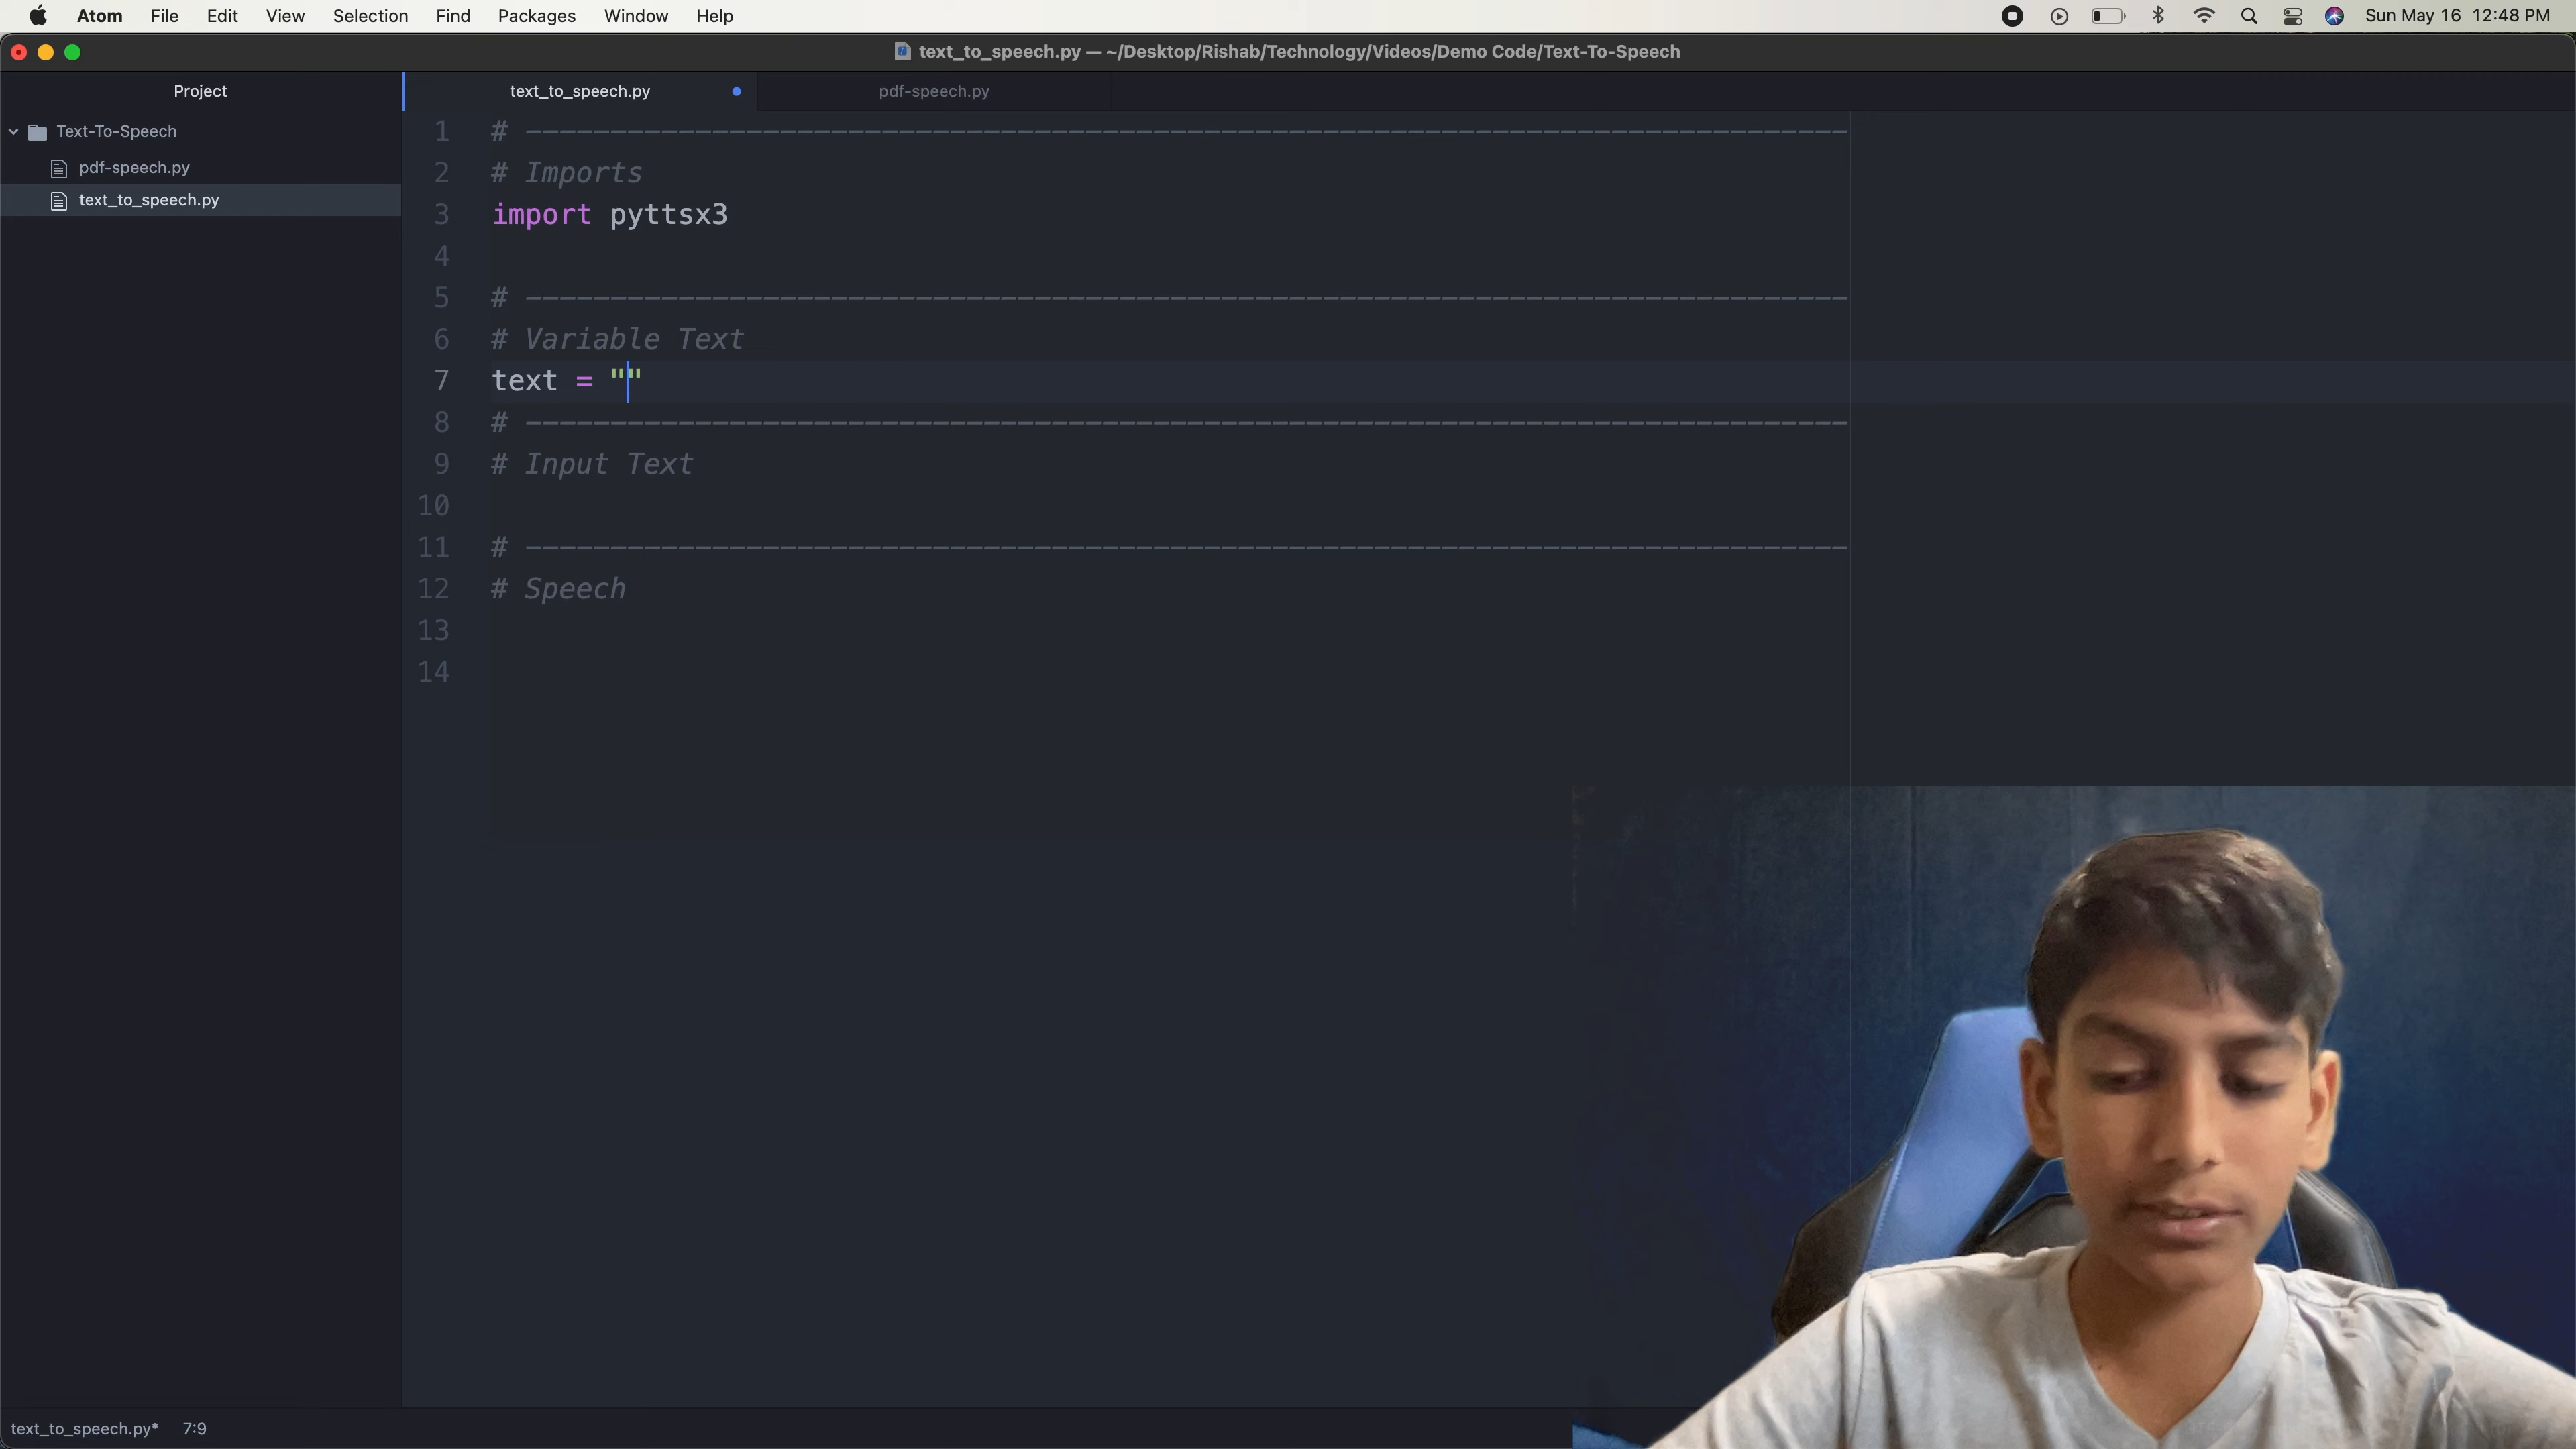 Atom File Edit View Selection Find Packages Window Help Sun May 16 12:48 PM
text_to_speech.py — ~/Desktop/Rishab/Technology/Videos/Demo Code/Text-To-Speech
Project text_to_speech.py pdf-speech.py
Text-To-Speech
pdf-speech.py
text_to_speech.py
1 # -------------------------------------------------------------------------------
2 # Imports
3 import pyttsx3
4
5 # -------------------------------------------------------------------------------
6 # Variable Text
7 text = ""
8 # -------------------------------------------------------------------------------
9 # Input Text
10
11 # -------------------------------------------------------------------------------
12 # Speech
13
14
text_to_speech.py* 7:9